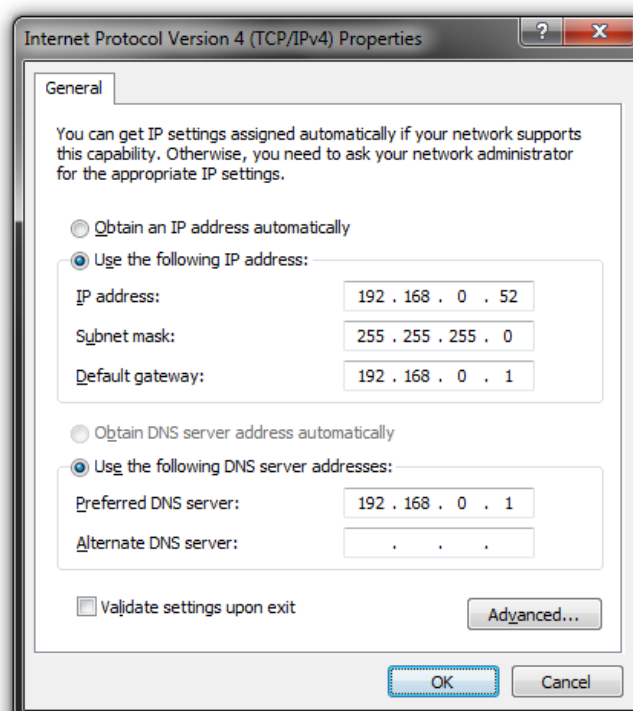 Internet Protocol Version 4 (TCP/IPv4) Properties
?
General
You can get IP settings assigned automatically if your network supports
this capability. Otherwise, you need to ask your network administrator
for the appropriate IP settings.
Obtain an IP address automatically
Use the following IP address:
IP address: 192 . 168 . 0 . 52
Subnet mask: 255 . 255 . 255 . 0
Default gateway: 192 . 168 . 0 . 1
Obtain DNS server address automatically
Use the following DNS server addresses:
Preferred DNS server: 192 . 168 . 0 . 1
Alternate DNS server: . . .
Validate settings upon exit
Advanced...
OK Cancel